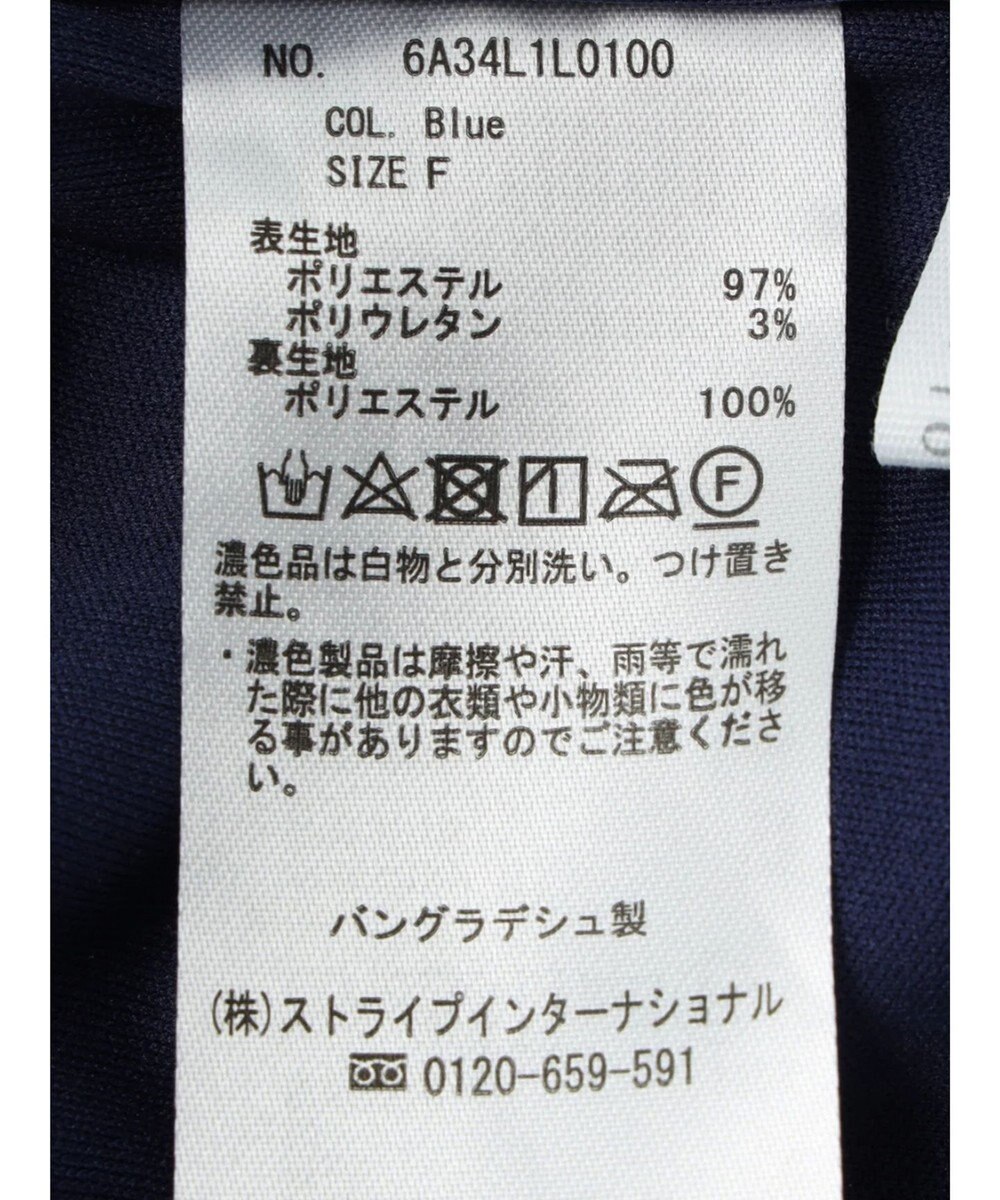 NO. 6A34L1L0100
COL. Blue
SIZE F
表生地
ポリエステル 97%
ポリウレタン 3%
裏生地
ポリエステル 100%
F
濃色品は白物と分別洗い。つけ置き
禁止。
・濃色製品は摩擦や汗、雨等で濡れ
た際に他の衣類や小物類に色が移
る事がありますのでご注意くださ
い。
バングラデシュ製
(株)ストライプインターナショナル
0120-659-591